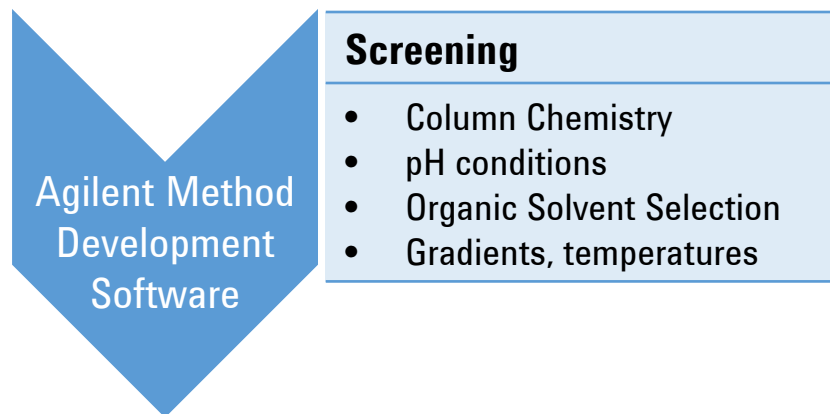 Agilent Method
Development
Software
Screening
• Column Chemistry
• pH conditions
• Organic Solvent Selection
• Gradients, temperatures